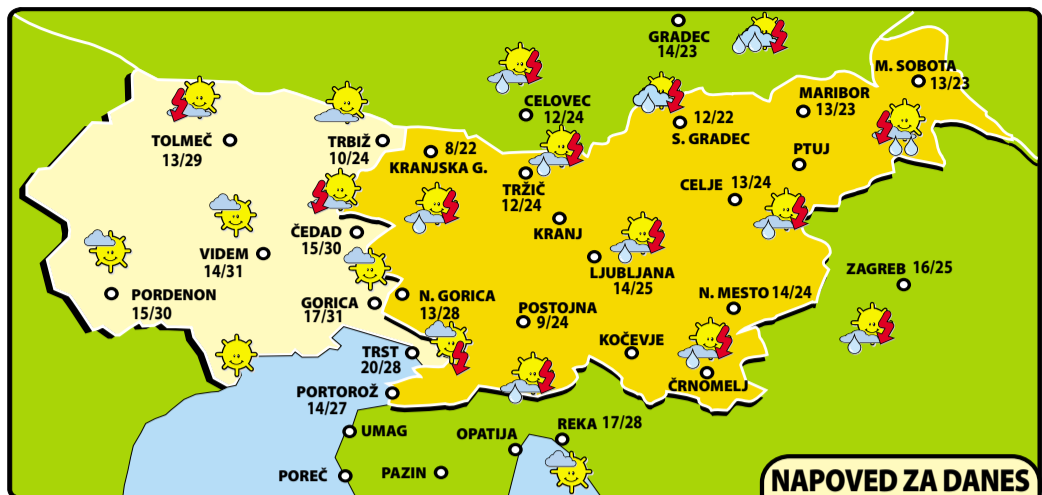 GRADEC
14/23
M. SOBOTA
13/23
MARIBOR
13/23
CELOVEC
12/24
12/22
S. GRADEC
TOLMEČ
13/29
TRBIŽ
10/24
8/22
KRANJSKA G.
PTUJ
TRŽIČ
12/24
CELJE 13/24
KRANJ
ČEDAD
15/30
VIDEM
14/31
LJUBLJANA
14/25
ZAGREB 16/25
PORDENON
15/30
GORICA
17/31
N. GORICA
13/28
POSTOJNA
9/24
N. MESTO 14/24
KOČEVJE
TRST
20/28
ČRNOMELJ
PORTOROŽ
14/27
UMAG
OPATIJA
REKA 17/28
POREČ
PAZIN
NAPOVED ZA DANES